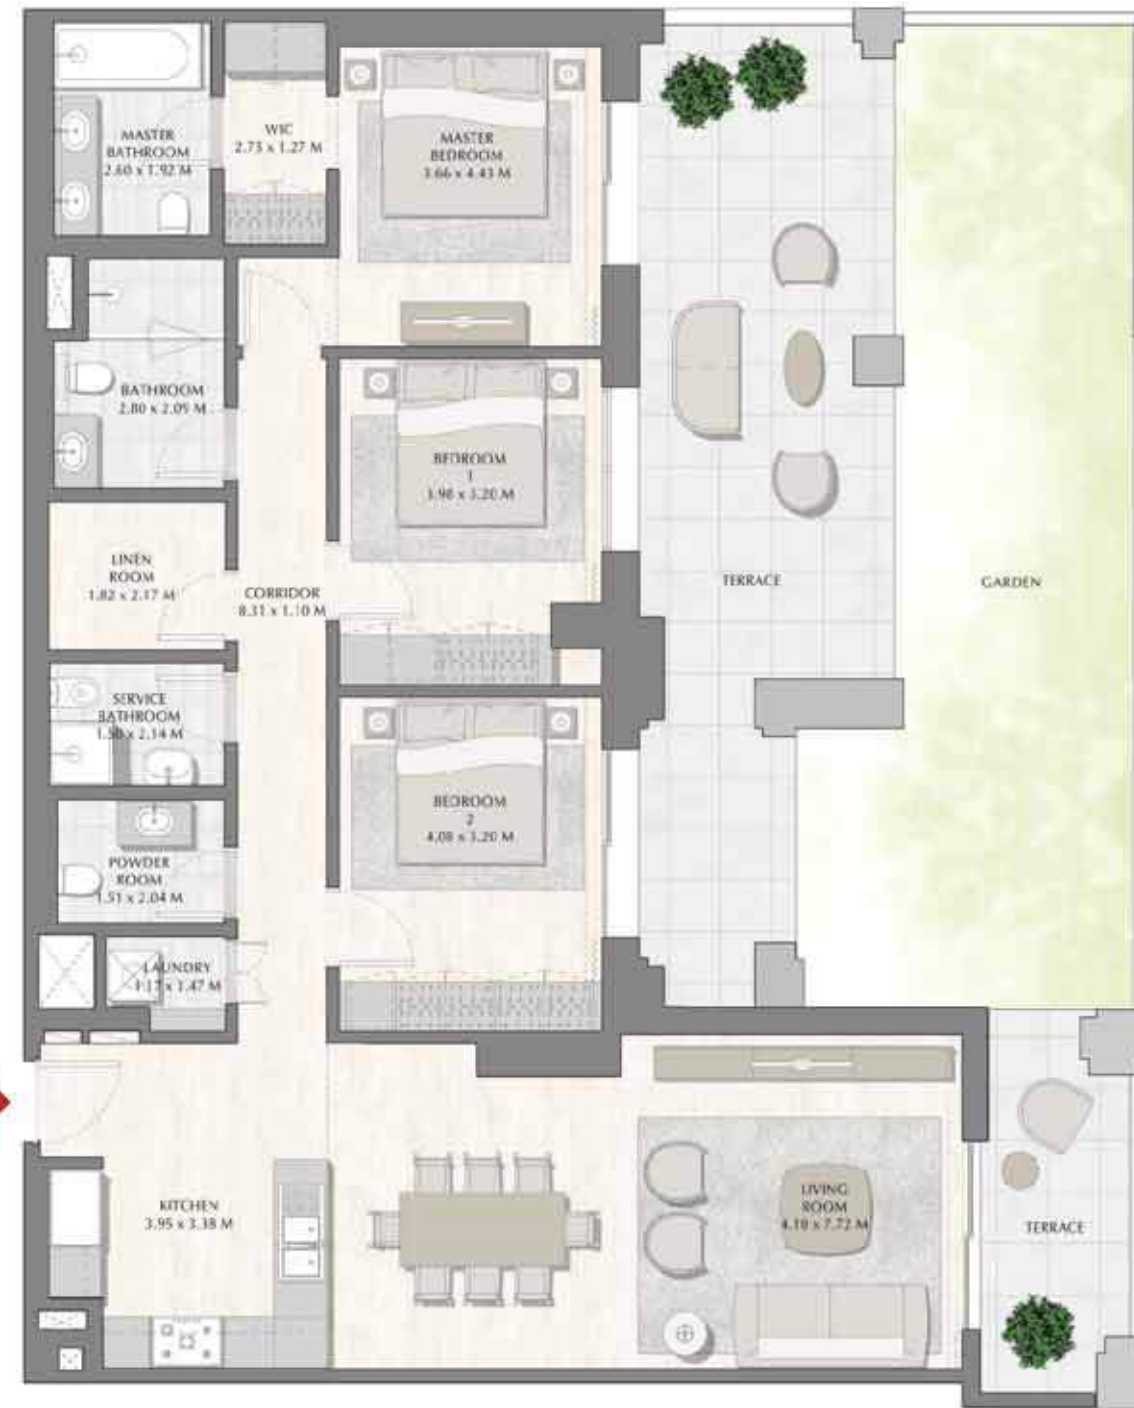 MASTER
BATHROOM
2.60 x 1.92 M
WIC
2.73 x 1.27 M
MASTER
BEDROOM
3.66 x 4.43 M
BATHROOM
2.80 x 2.05 M
BEDROOM
1
3.98 x 3.20 M
LINEN
ROOM
1.82 x 2.17 M
CORRIDOR
8.31 x 1.10 M
TERRACE
GARDEN
SERVICE
BATHROOM
1.50 x 2.14 M
BEDROOM
2
4.08 x 3.20 M
POWDER
ROOM
1.51 x 2.04 M
LAUNDRY
1.17 x 1.47 M
KITCHEN
3.95 x 3.38 M
LIVING
ROOM
4.10 x 7.72 M
TERRACE